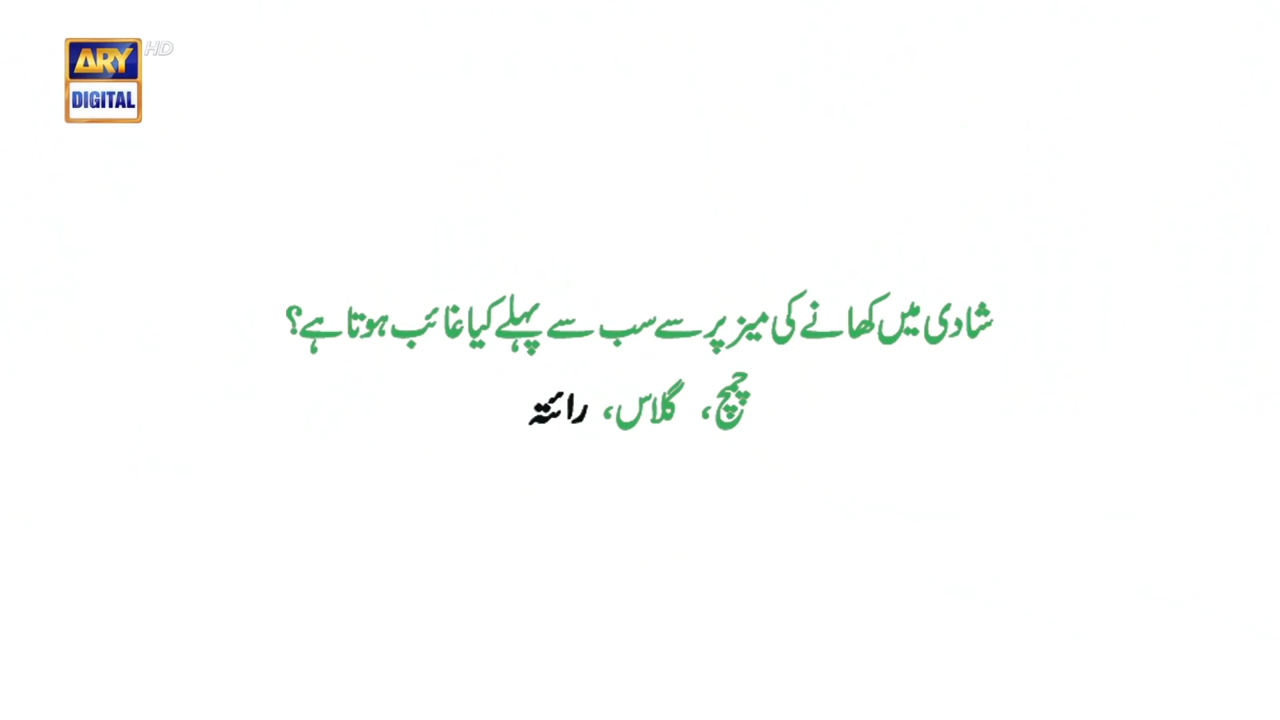 ARY HD
DIGITAL
شادی میں کھانے کی میز پر سے سب سے پہلے کیا غائب ہوتا ہے؟
چمچ، گلاس، رائتہ